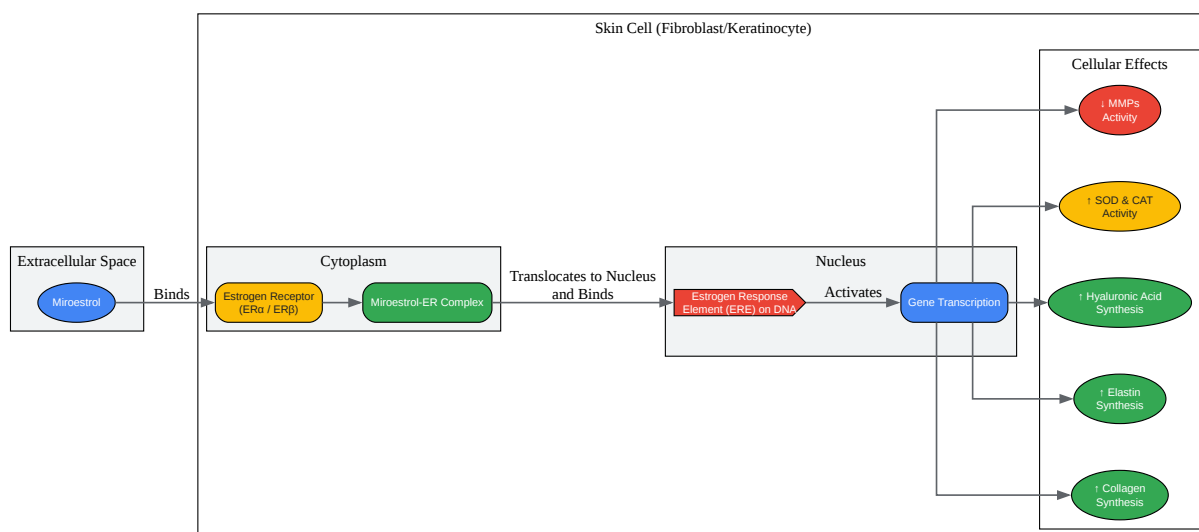 Skin Cell (Fibroblast/Keratinocyte)
Cellular Effects
↓ MMPs
Activity
↑ SOD & CAT
Activity
Extracellular Space
Miroestrol
Binds
Cytoplasm
Estrogen Receptor
(ERα / ERβ)
Miroestrol-ER Complex
Translocates to Nucleus
and Binds
Nucleus
Estrogen Response
Element (ERE) on DNA
Activates
Gene Transcription
↑ Hyaluronic Acid
Synthesis
↑ Elastin
Synthesis
↑ Collagen
Synthesis